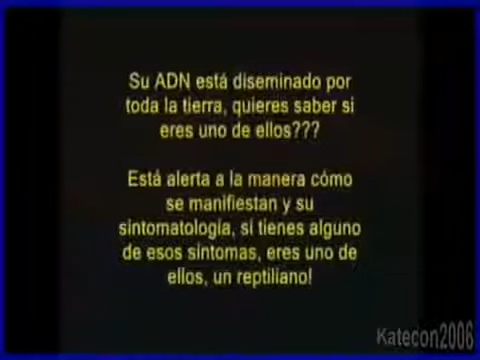 Su ADN está diseminado por
toda la tierra, quieres saber si
eres uno de ellos???
Está alerta a la manera cómo
se manifiestan y su
sintomatología, si tienes alguno
de esos síntomas, eres uno de
ellos, un reptiliano!
Katecon2006